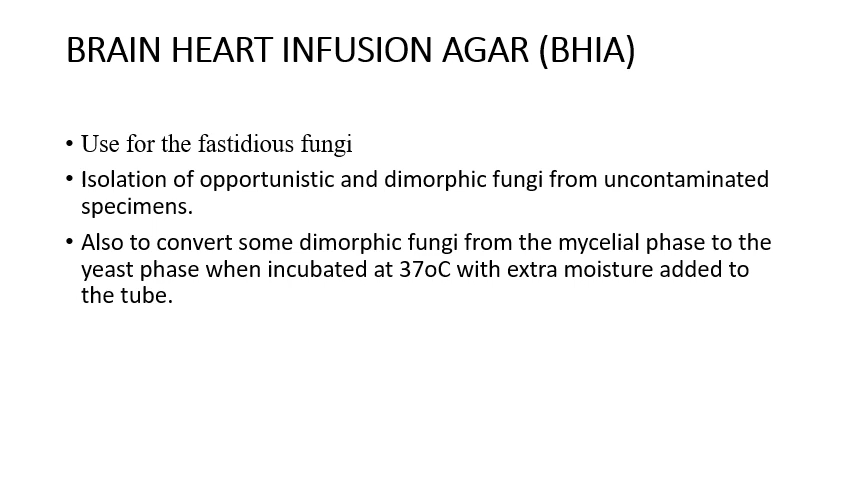 BRAIN HEART INFUSION AGAR (BHIA)
• Use for the fastidious fungi
• Isolation of opportunistic and dimorphic fungi from uncontaminated
specimens.
• Also to convert some dimorphic fungi from the mycelial phase to the
yeast phase when incubated at 37oC with extra moisture added to
the tube.